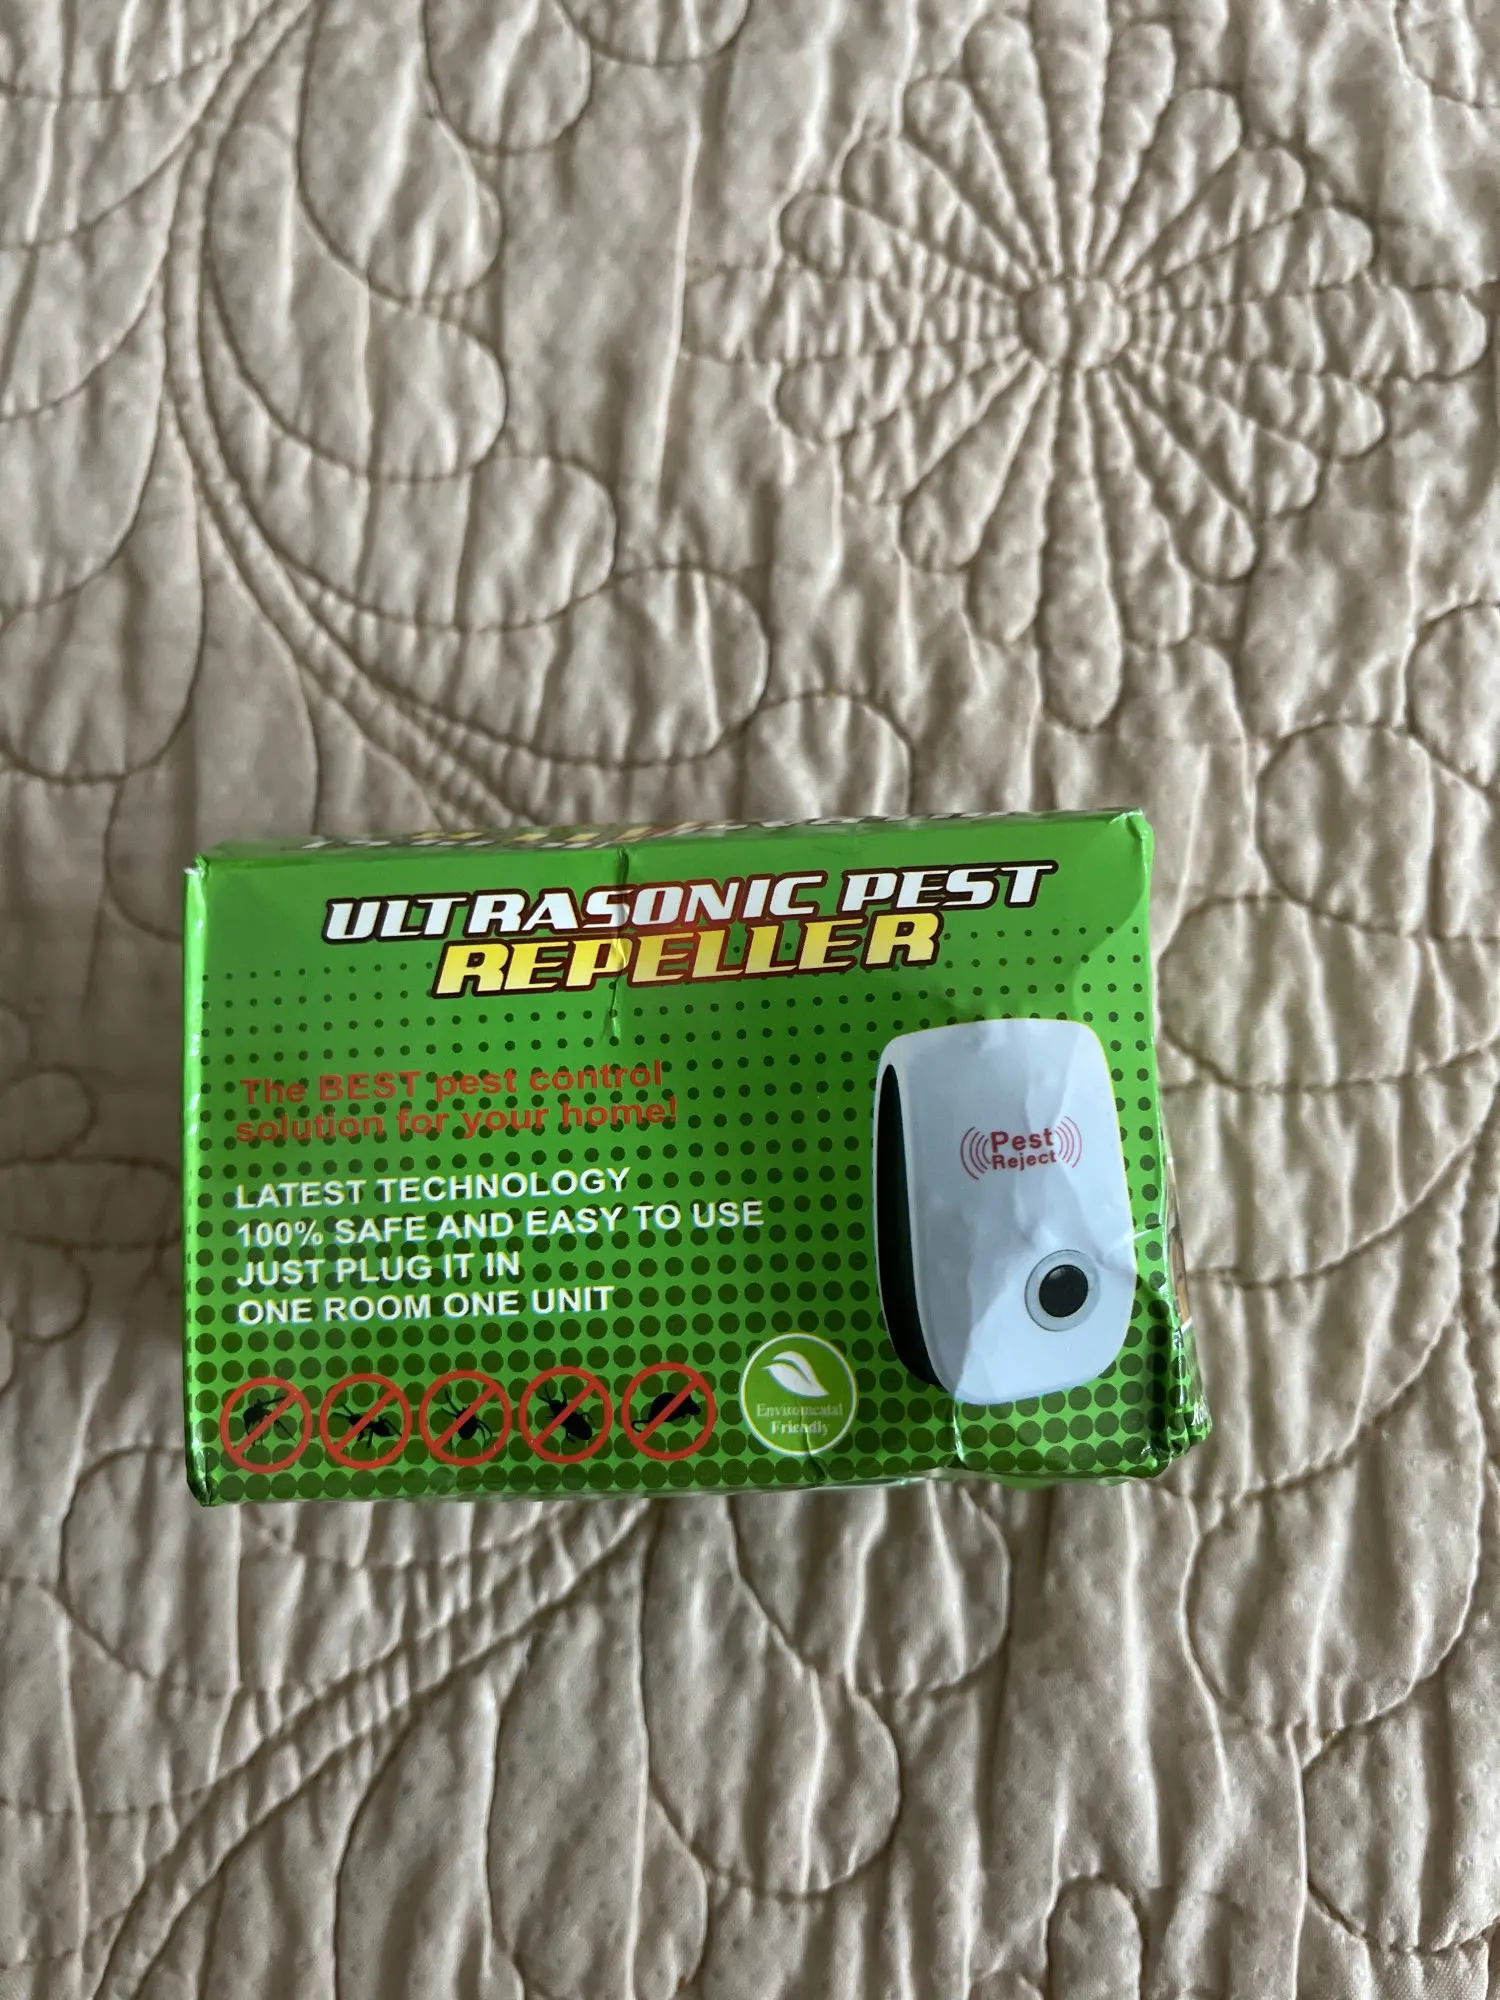 ULTRASONIC PEST
REPELLER
The BEST pest control
solution for your home!
LATEST TECHNOLOGY
100% SAFE AND EASY TO USE
JUST PLUG IT IN
ONE ROOM ONE UNIT
Pest
Reject
Enviromental
Friendly